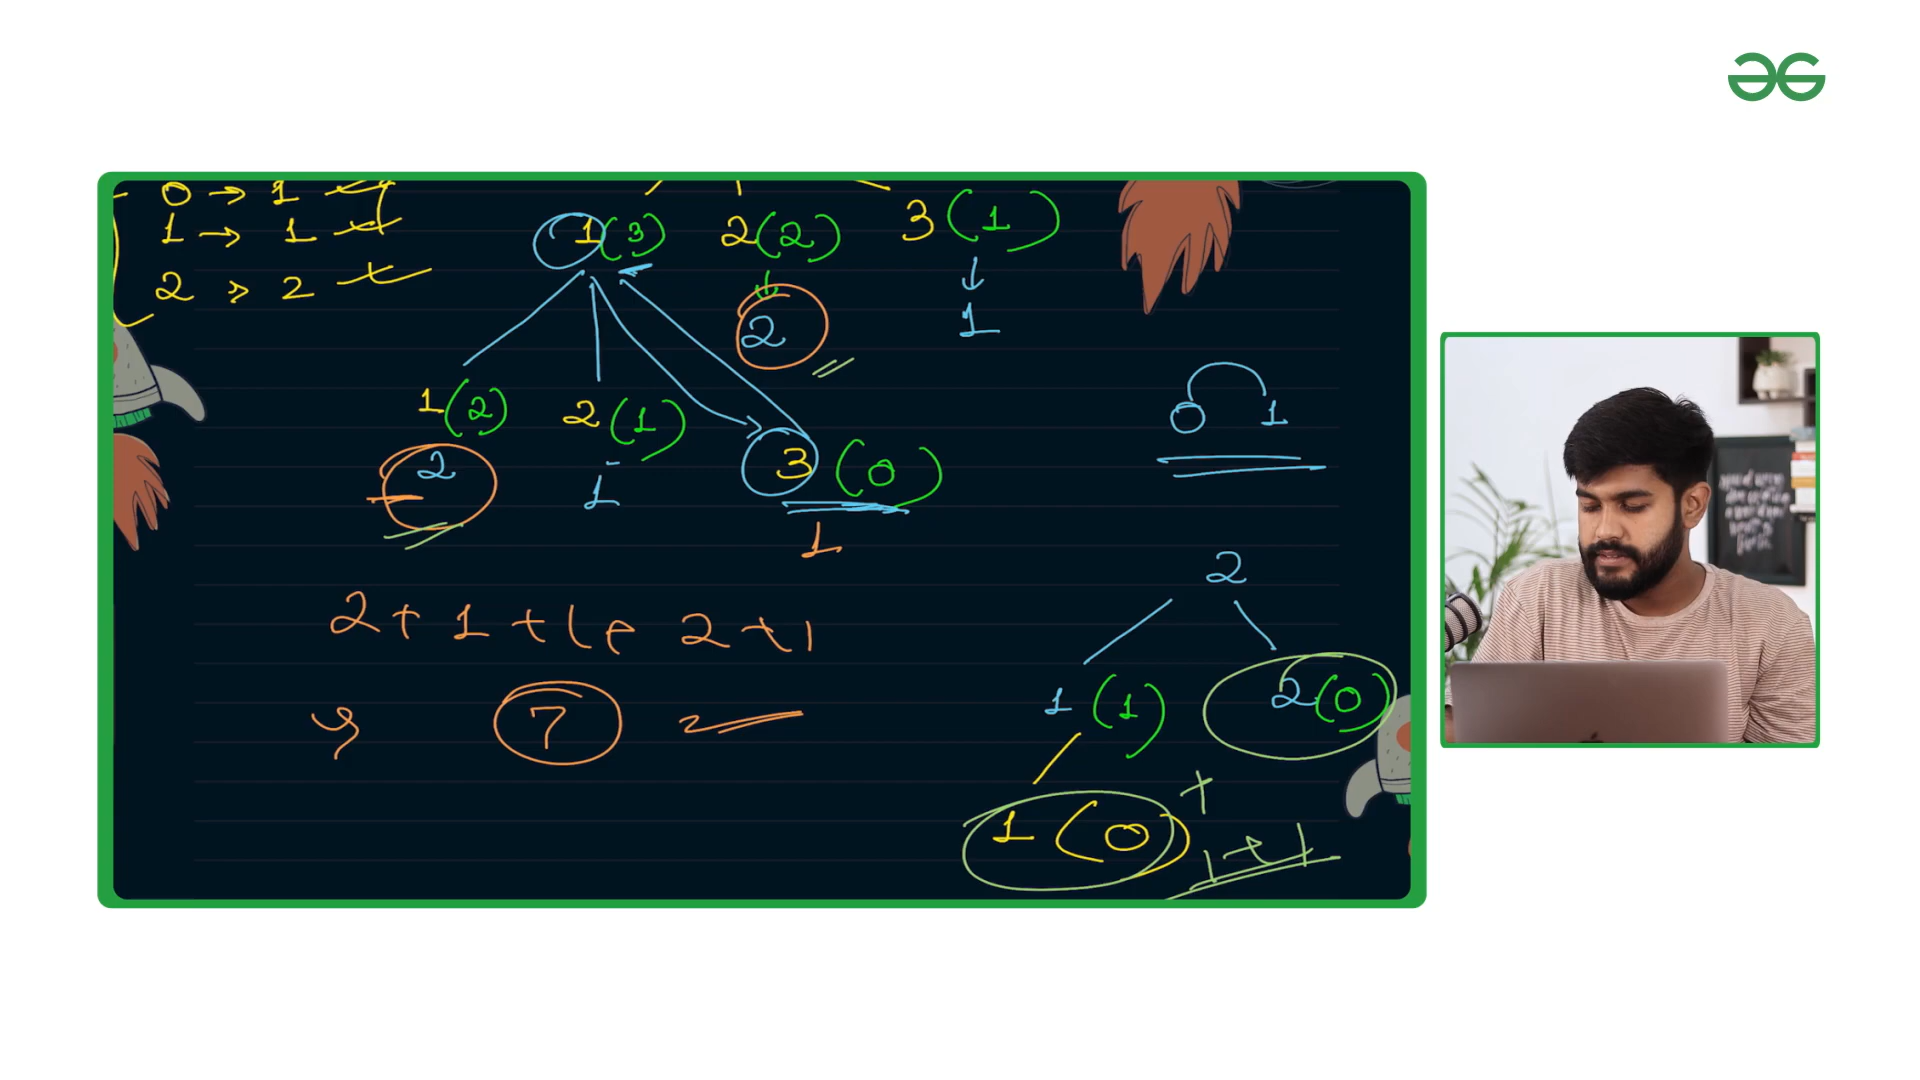 0 → 1
1 → 1
2 > 2
1(3) 2(2) 3(1)
2 1
1(2) 2(1) 3(0)
2 1 1
2 + 1 + 1 + 2 + 1
7
0 1
2
1(1) 2(0)
1(0) +
1+1